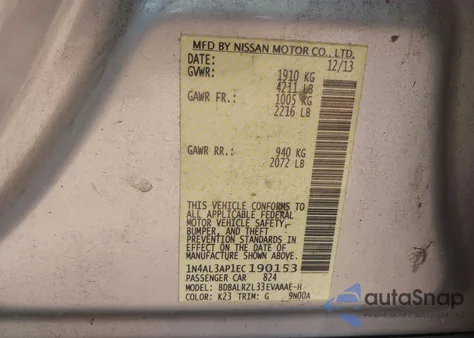 MFD BY NISSAN MOTOR CO., LTD.
DATE: 12/13
GVWR: 1910 KG
4211 LB
GAWR FR.: 1005 KG
2216 LB
GAWR RR.: 940 KG
2072 LB
THIS VEHICLE CONFORMS TO
ALL APPLICABLE FEDERAL
MOTOR VEHICLE SAFETY,
BUMPER, AND THEFT
PREVENTION STANDARDS IN
EFFECT ON THE DATE OF
MANUFACTURE SHOWN ABOVE.
1N4AL3AP1EC190153
PASSENGER CAR 824
MODEL: BDBALRZL33EVAAAE-H
COLOR: K23 TRIM: G 9N00A
autoSnap